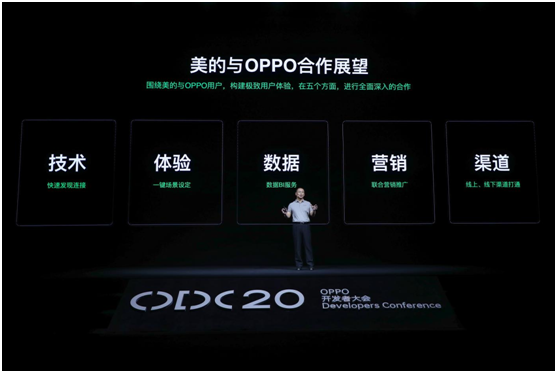 美的与OPPO合作展望
围绕美的与OPPO用户，构建极致用户体验，在五个方面，进行全面深入的合作
技术
快速发现连接
体验
一键场景设定
数据
数据BI服务
营销
联合营销推广
渠道
线上、线下渠道打通
ODC20
OPPO
开发者大会
Developers Conference